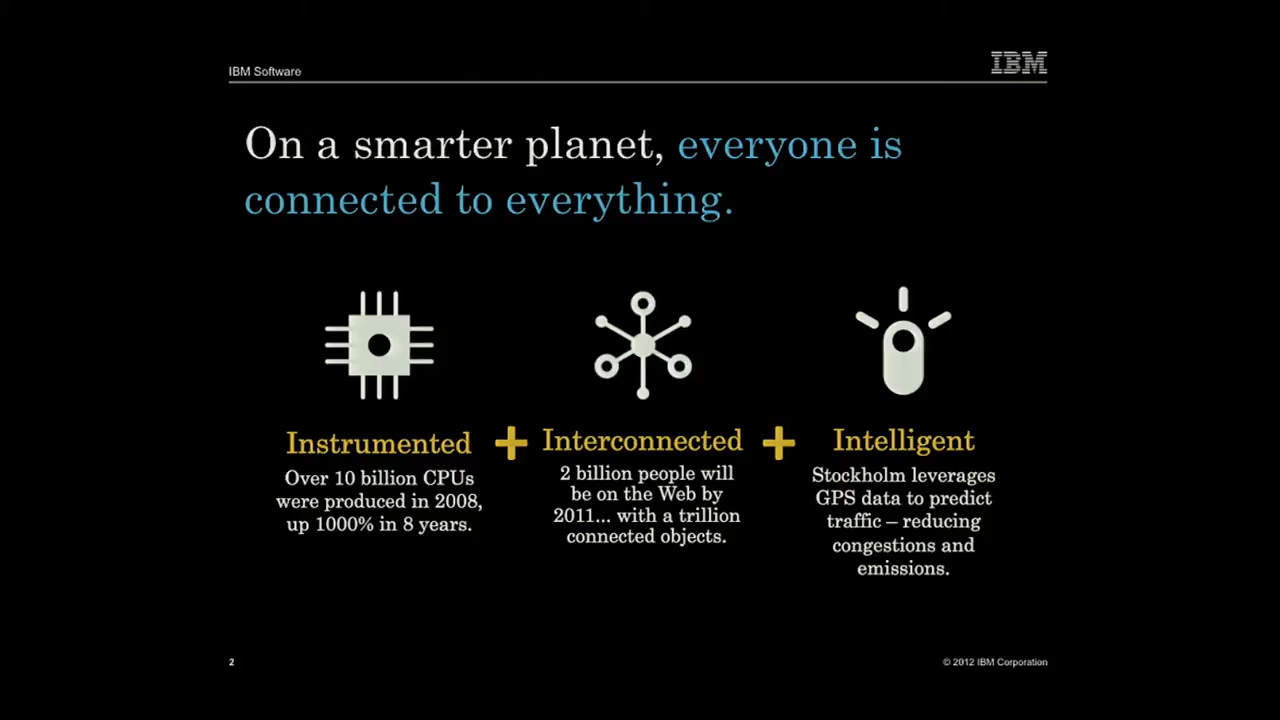 IBM Software
IBM
On a smarter planet, everyone is
connected to everything.
Instrumented + Interconnected + Intelligent
Over 10 billion CPUs
were produced in 2008,
up 1000% in 8 years.
2 billion people will
be on the Web by
2011... with a trillion
connected objects.
Stockholm leverages
GPS data to predict
traffic – reducing
congestions and
emissions.
2
© 2012 IBM Corporation